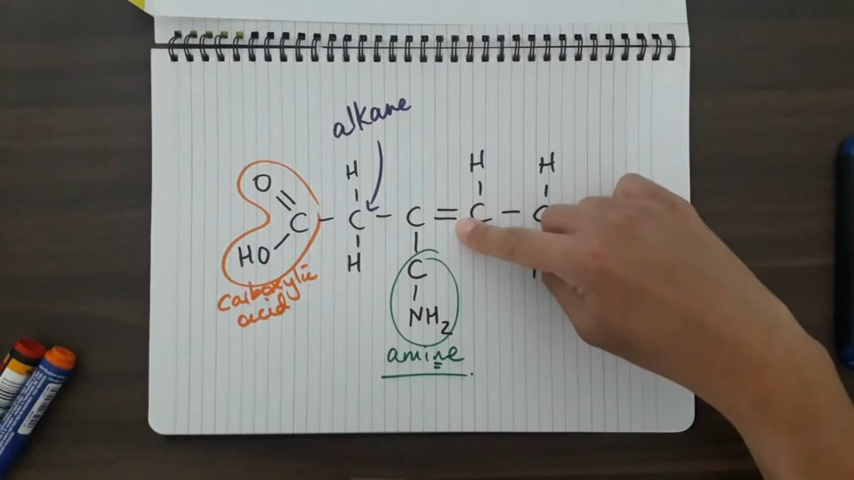 alkane
H H H
O
C - C - C = C - C
HO
H C
NH2
carboxylic
acid
amine